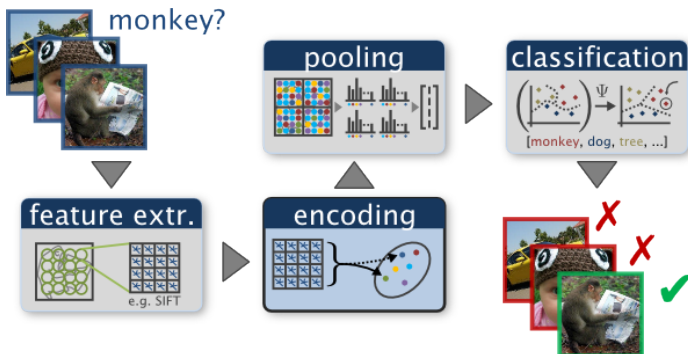 monkey?
feature extr.
e.g. SIFT
encoding
pooling
classification
Ψ
[monkey, dog, tree, ...]